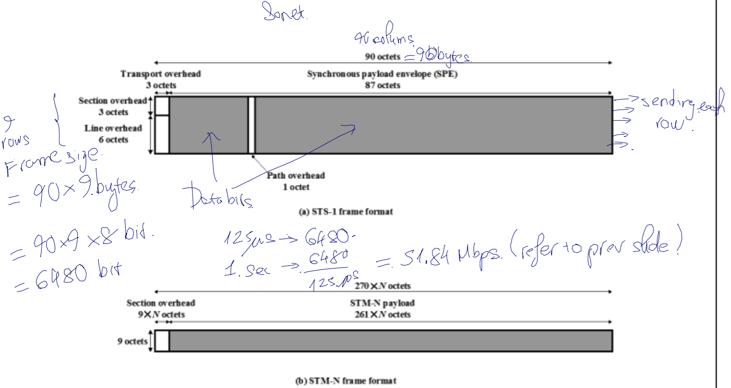 Sonet.
90 colums.
90 octets = 90 bytes
Transport overhead
3 octets
Synchronous payload envelope (SPE)
87 octets
Section overhead
3 octets
Line overhead
6 octets
9
rows
sending each
row.
Frame size.
= 90 × 9 bytes
= 90×9 × 8 bit.
= 6480 bit
Data bits
Path overhead
1 octet
(a) STS-1 frame format
125µs → 6480.
1 sec → 6480
125µs
= 51.84 Mbps. (refer to prev slide)
270×N octets
Section overhead
9×N octets
STM-N payload
261×N octets
9 octets
(b) STM-N frame format